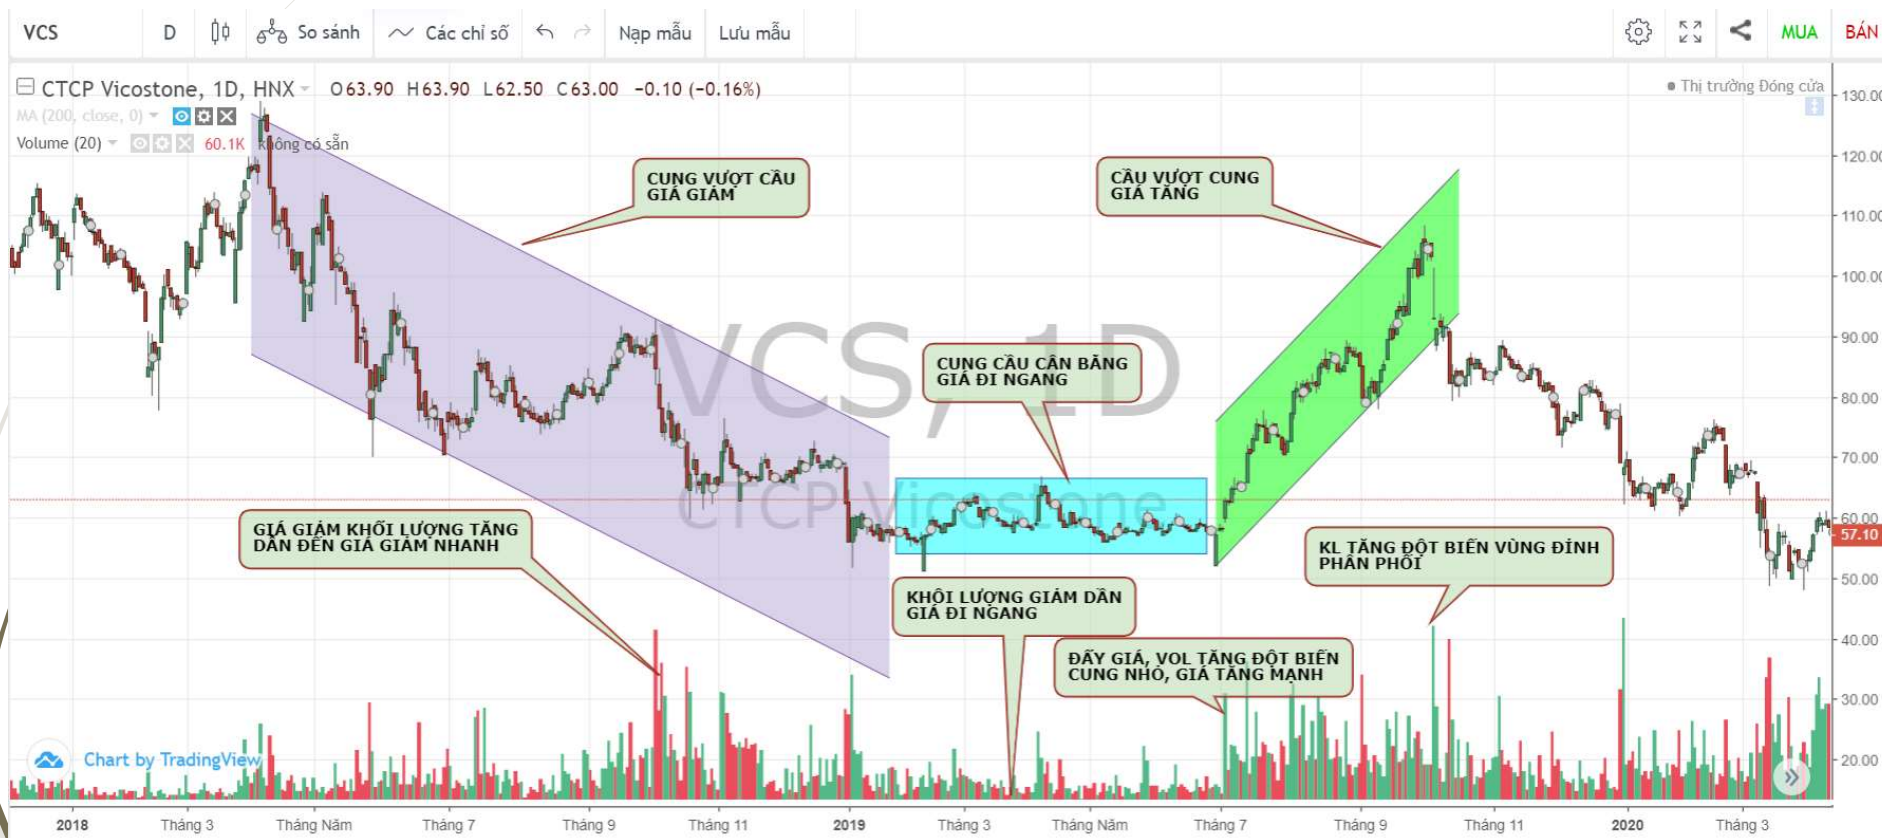 VCS D So sánh Các chỉ số Nạp mẫu Lưu mẫu MUA BÁN
CTCP Vicostone, 1D, HNX O63.90 H63.90 L62.50 C63.00 −0.10 (−0.16%)
Thị trường Đóng cửa
MA (200, close, 0)
Volume (20) 60.1K không có sẵn
130.00
120.00
110.00
100.00
90.00
80.00
70.00
60.00
57.10
50.00
40.00
30.00
20.00
CUNG VƯỢT CẦU
GIÁ GIẢM
CẦU VƯỢT CUNG
GIÁ TĂNG
VCS, 1D
CTCP Vicostone
CUNG CẦU CÂN BẰNG
GIÁ ĐI NGANG
GIÁ GIẢM KHỐI LƯỢNG TĂNG
DẪN ĐẾN GIÁ GIẢM NHANH
KL TĂNG ĐỘT BIẾN VÙNG ĐỈNH
PHÂN PHỐI
KHỐI LƯỢNG GIẢM DẦN
GIÁ ĐI NGANG
ĐẨY GIÁ, VOL TĂNG ĐỘT BIẾN
CUNG NHỎ, GIÁ TĂNG MẠNH
Chart by TradingView
2018 Tháng 3 Tháng Năm Tháng 7 Tháng 9 Tháng 11 2019 Tháng 3 Tháng Năm Tháng 7 Tháng 9 Tháng 11 2020 Tháng 3